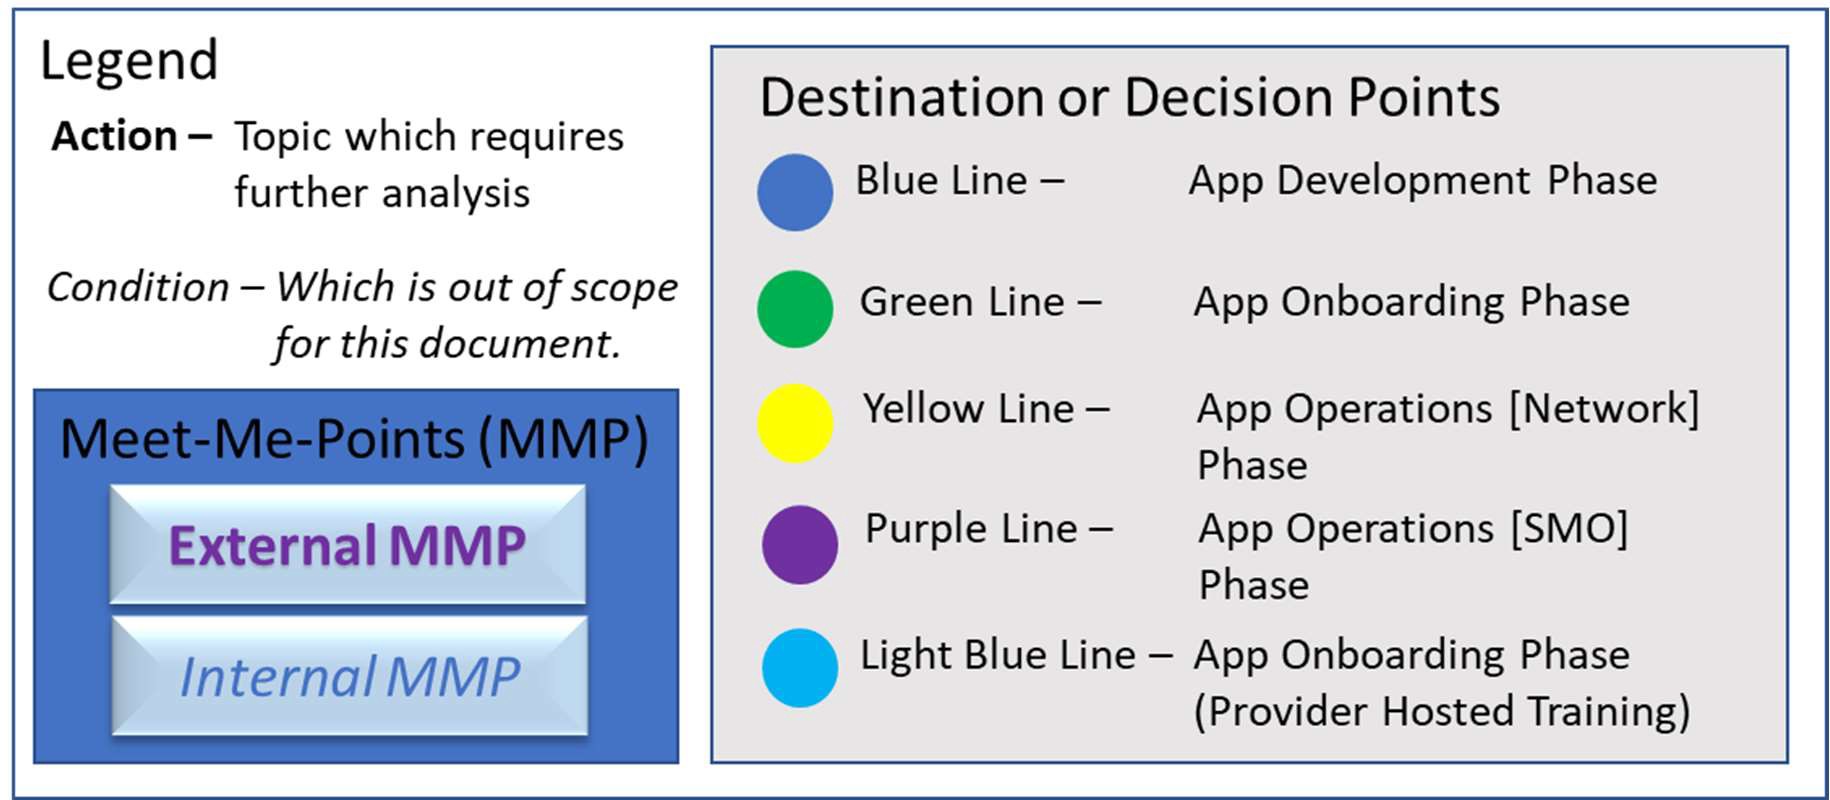 Legend
Action – Topic which requires
further analysis
Condition – Which is out of scope
for this document.
Meet-Me-Points (MMP)
External MMP
Internal MMP
Destination or Decision Points
Blue Line – App Development Phase
Green Line – App Onboarding Phase
Yellow Line – App Operations [Network]
Phase
Purple Line – App Operations [SMO]
Phase
Light Blue Line – App Onboarding Phase
(Provider Hosted Training)